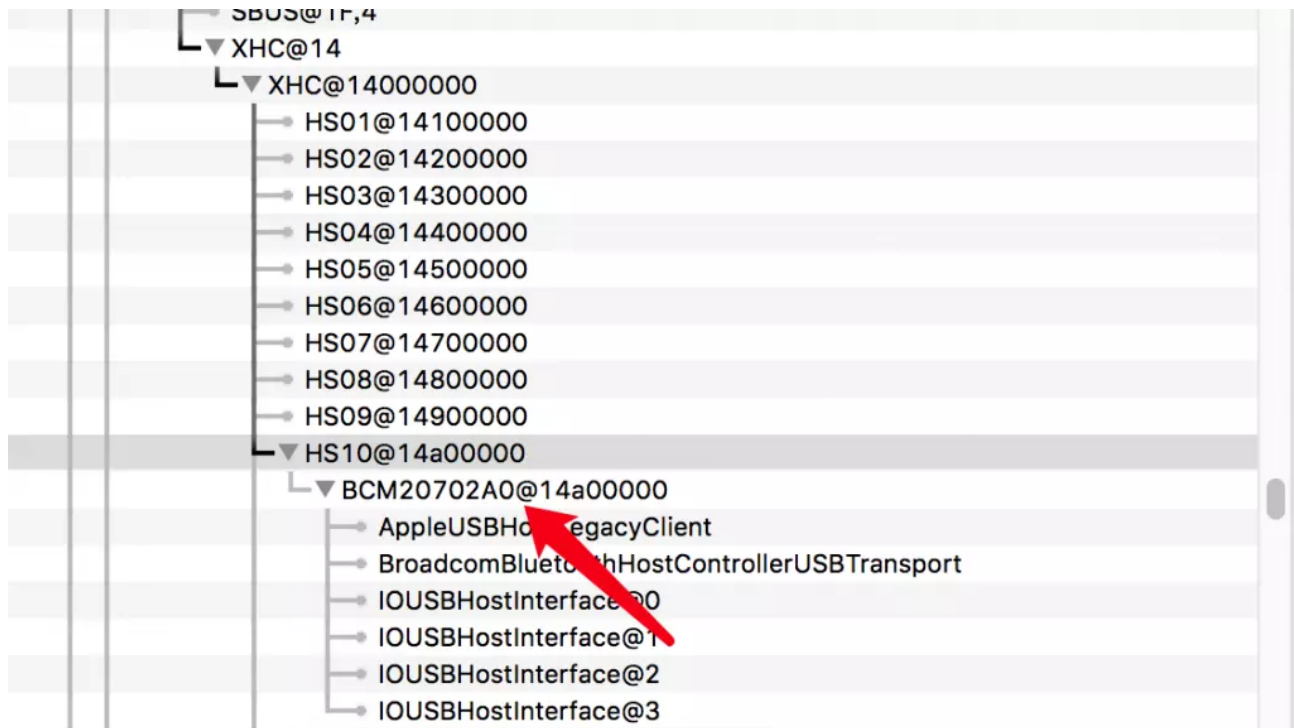 SBUS@1F,4
XHC@14
XHC@14000000
HS01@14100000
HS02@14200000
HS03@14300000
HS04@14400000
HS05@14500000
HS06@14600000
HS07@14700000
HS08@14800000
HS09@14900000
HS10@14a00000
BCM20702A0@14a00000
AppleUSBHo egacyClient
BroadcomBluetoothHostControllerUSBTransport
IOUSBHostInterface@0
IOUSBHostInterface@1
IOUSBHostInterface@2
IOUSBHostInterface@3